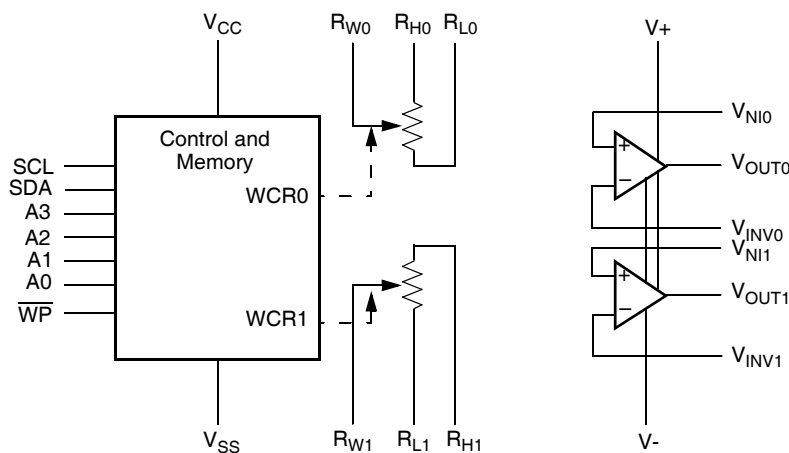 VCC
RW0
RH0
RL0
V+
Control and
Memory
SCL
SDA
A3
A2
A1
A0
WP
WCR0
WCR1
VSS
RW1
RL1
RH1
+
−
VNI0
VOUT0
VINV0
VNI1
+
−
VOUT1
VINV1
V-